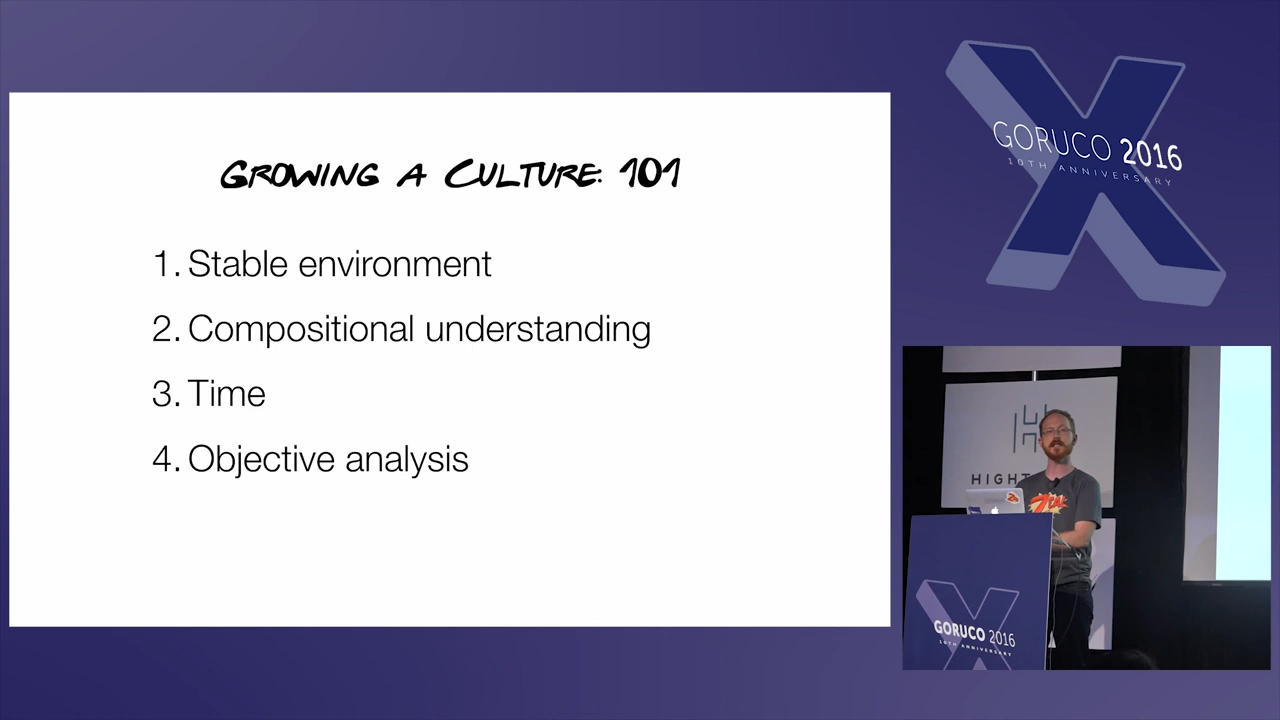 Growing a Culture: 101
1. Stable environment
2. Compositional understanding
3. Time
4. Objective analysis
GORUCO 2016
10TH ANNIVERSARY
HIGHT
ZEAL
GORUCO 2016
10TH ANNIVERSARY